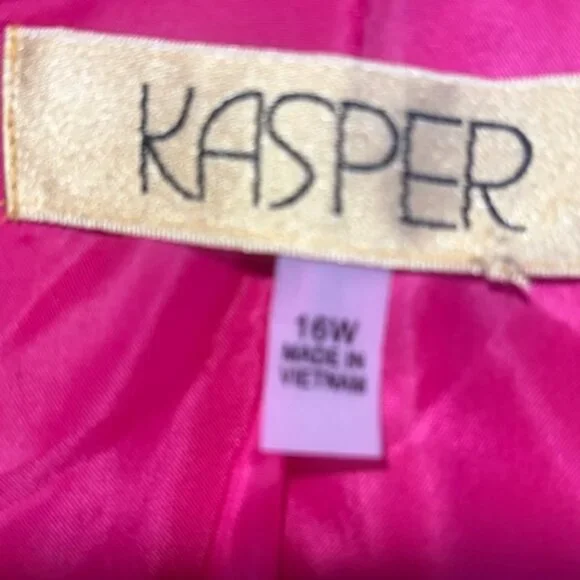 KASPER
16W
MADE IN
VIETNAM